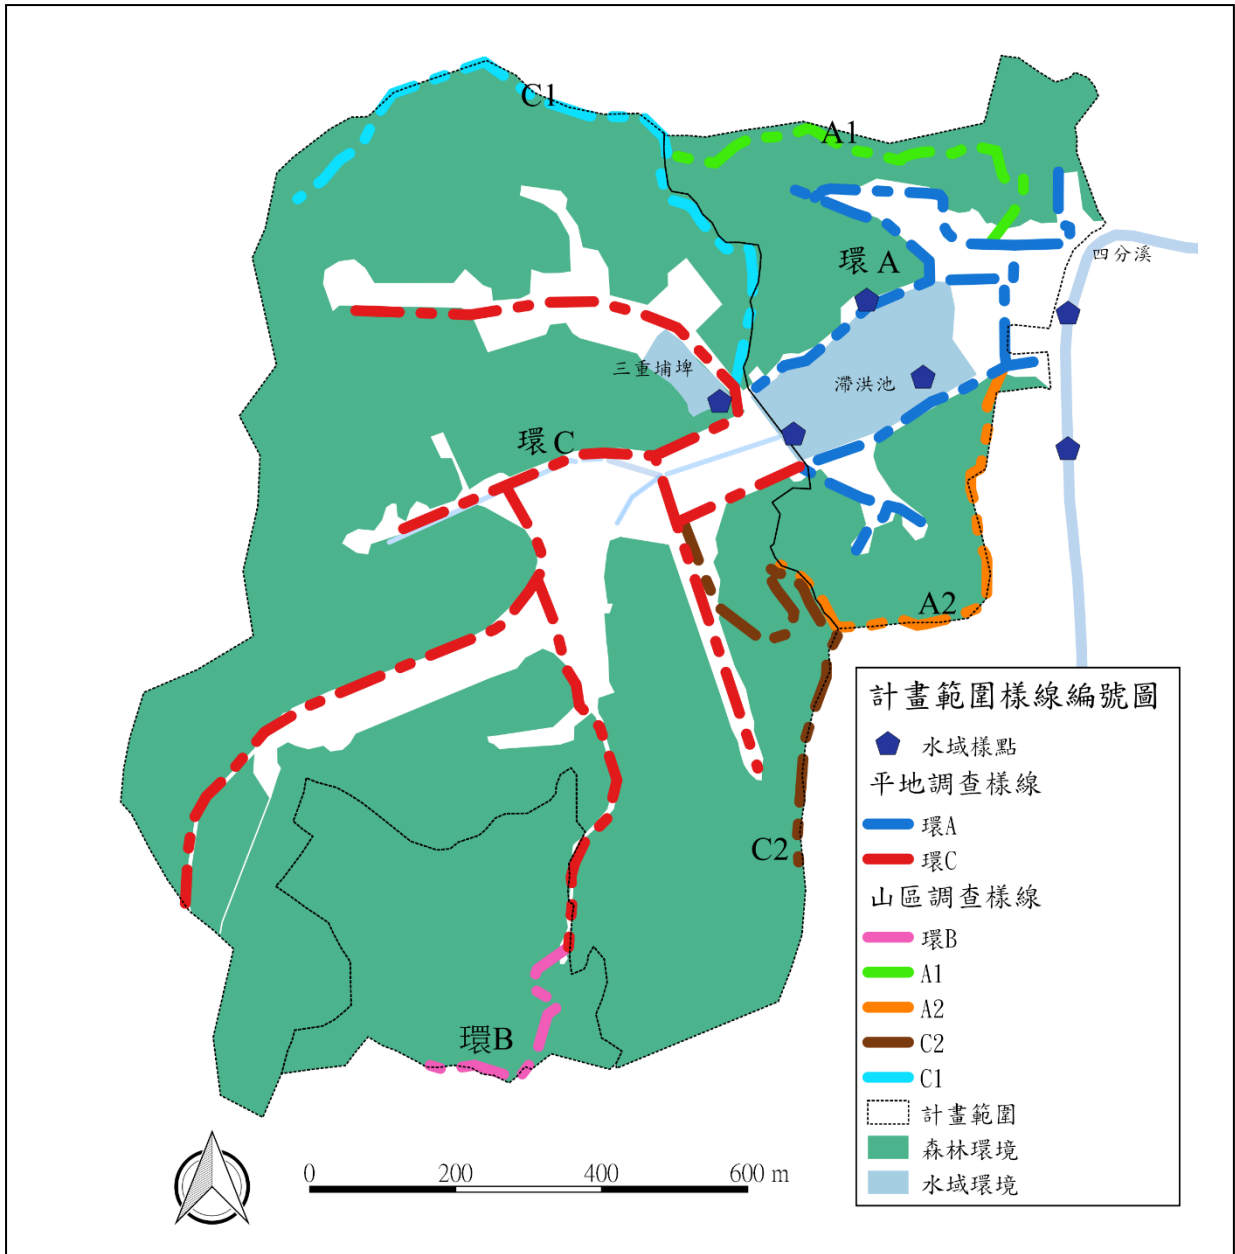 C1
A1
環 A
四分溪
三重埔埤
滯洪池
環 C
A2
C2
環B
計畫範圍樣線編號圖
水域樣點
平地調查樣線
環A
環C
山區調查樣線
環B
A1
A2
C2
C1
計畫範圍
森林環境
水域環境
0 200 400 600 m